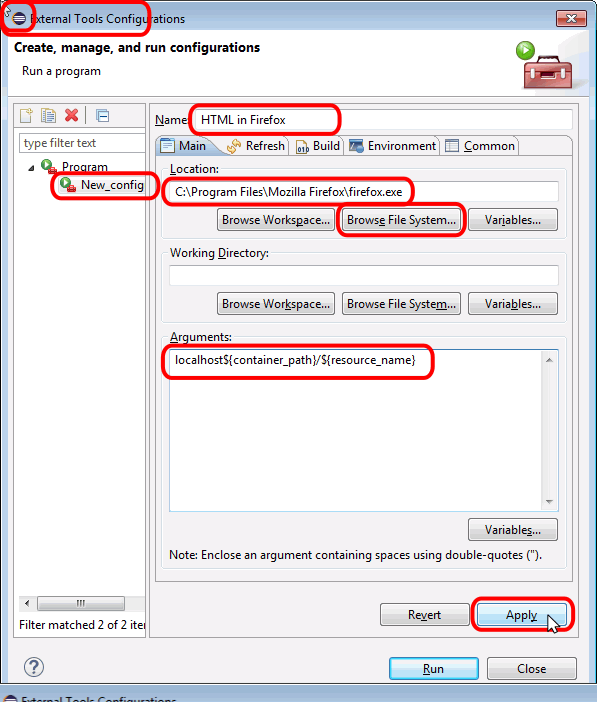 External Tools Configurations
Create, manage, and run configurations
Run a program
type filter text
Program
New_config
Filter matched 2 of 2 iter
Name: HTML in Firefox
Main Refresh Build Environment Common
Location:
C:\Program Files\Mozilla Firefox\firefox.exe
Browse Workspace... Browse File System... Variables...
Working Directory:
Browse Workspace... Browse File System... Variables...
Arguments:
localhost${container_path}/${resource_name}
Variables...
Note: Enclose an argument containing spaces using double-quotes (").
Revert Apply
? Run Close
External Tools Configurations